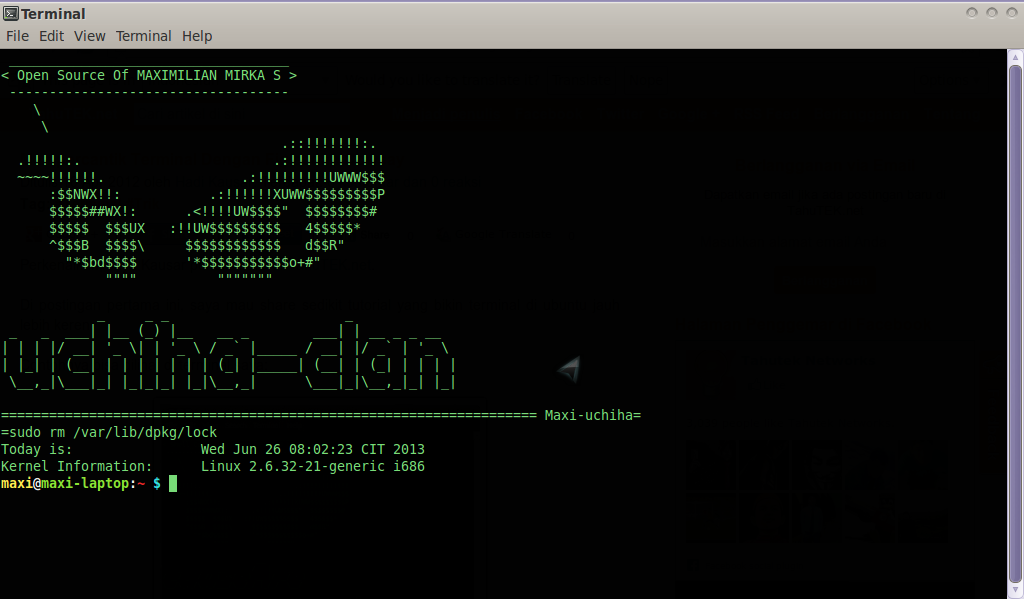 Terminal
File Edit View Terminal Help
< Open Source Of MAXIMILIAN MIRKA S >
.::!!!!!!!:.
.!!!!!:. .:!!!!!!!!!!!!
~~~~!!!!!!. .:!!!!!!!!!UWWW$$$
:$$NWX!!: .:!!!!!!XUWW$$$$$$$$$P
$$$$$##WX!: .<!!!!UW$$$$" $$$$$$$$#
$$$$$ $$$UX :!!UW$$$$$$$$$ 4$$$$$*
^$$$B $$$$\ $$$$$$$$$$$$ d$$R"
"*$bd$$$$ '*$$$$$$$$$$$o+#"
"""" """""""
uchiha-dan
=================================================================== Maxi-uchiha=
=sudo rm /var/lib/dpkg/lock
Today is: Wed Jun 26 08:02:23 CIT 2013
Kernel Information: Linux 2.6.32-21-generic i686
maxi@maxi-laptop:~ $